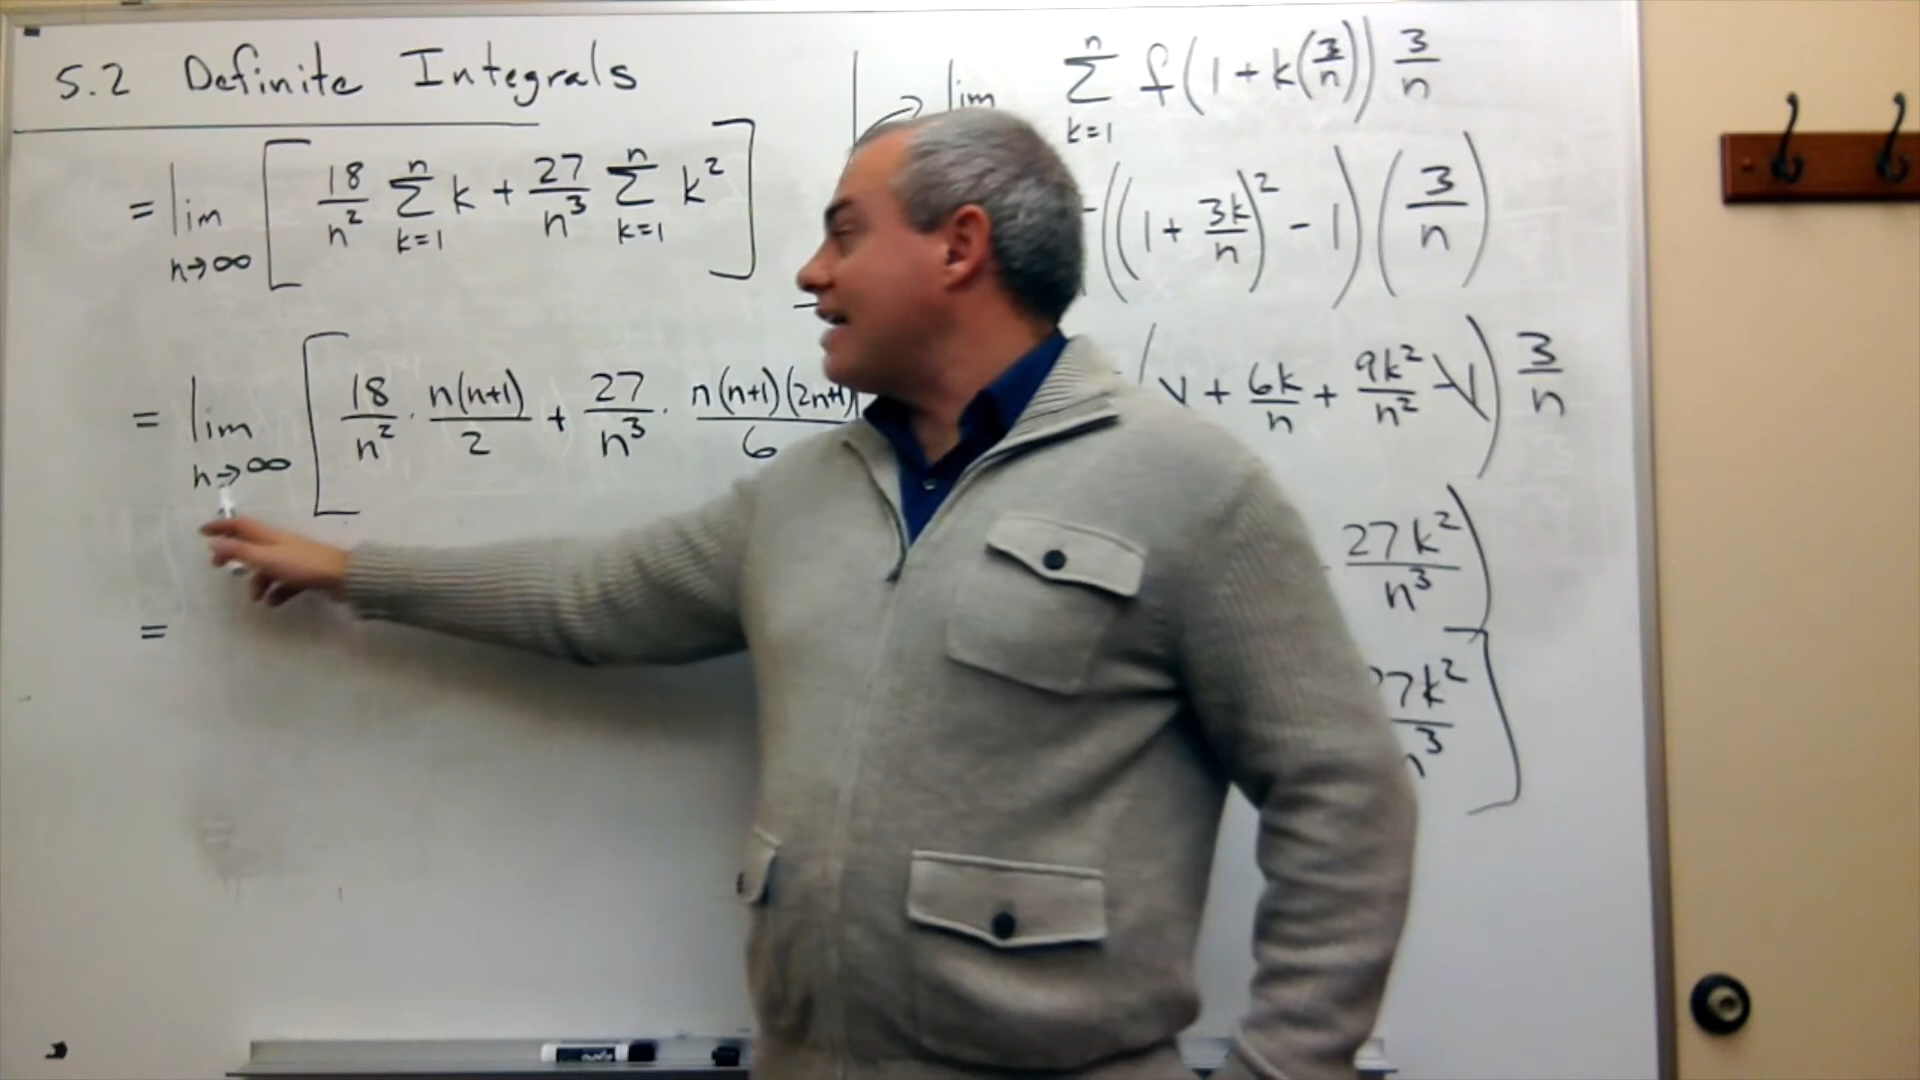 5.2 Definite Integrals
= lim n→∞ [ 18/n² ∑ k=1 n k + 27/n³ ∑ k=1 n k² ]
= lim n→∞ [ 18/n² · n(n+1)/2 + 27/n³ · n(n+1)(2n+1)/6
=
lim ∑ k=1 n f(1 + k(3/n)) 3/n
((1 + 3k/n)² - 1)(3/n)
(1 + 6k/n + 9k²/n² - 1) 3/n
27k²/n³)
27k²/n³]